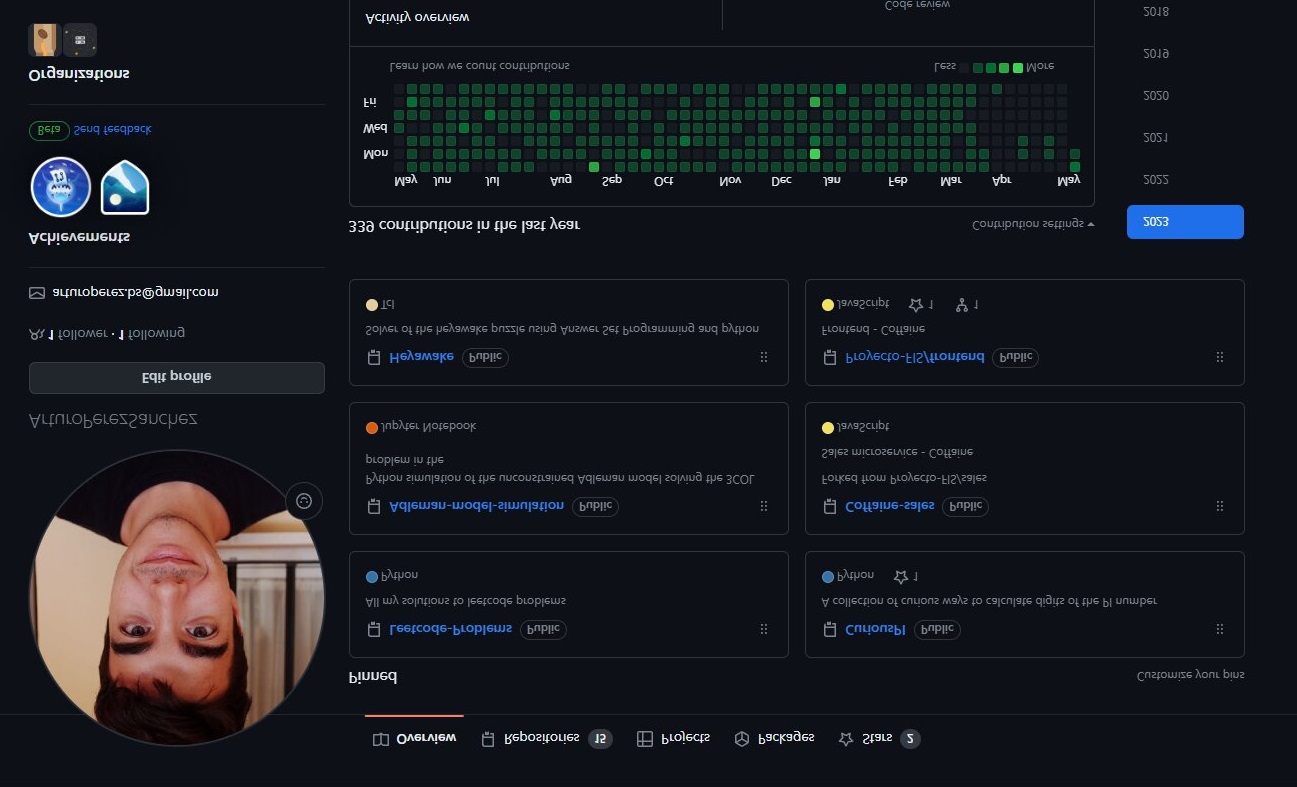 Overview
Repositories 15
Projects
Packages
Stars 2
ArturoPerezSanchez
Edit profile
1 follower · 1 following
arturoperez.bs@gmail.com
Achievements
Beta Send feedback
Organizations
Pinned
Customize your pins
Leetcode-Problems Public
All my solutions to leetcode problems
Python
CuriousPI Public
A collection of curious ways to calculate digits of the PI number
Python 1
Adleman-model-simulation Public
Python simulation of the unconstrained Adleman model solving the 3COL
problem in the
Jupyter Notebook
Coffaine-sales Public
Forked from Proyecto-FIS/sales
Sales microservice - Coffaine
JavaScript
Heyawake Public
Solver of the heyawake puzzle using Answer Set Programming and python
Tcl
Proyecto-FIS/frontend Public
Frontend - Coffaine
JavaScript 1 1
339 contributions in the last year
Contribution settings
May Jun Jul Aug Sep Oct Nov Dec Jan Feb Mar Apr May
Mon
Wed
Fri
Learn how we count contributions
Less More
Activity overview
Code review
2023
2022
2021
2020
2019
2018